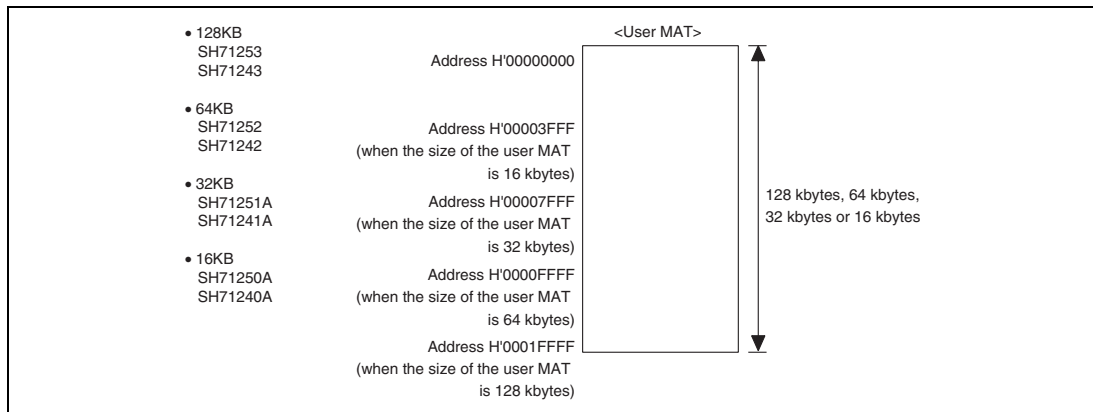 • 128KB
SH71253
SH71243
• 64KB
SH71252
SH71242
• 32KB
SH71251A
SH71241A
• 16KB
SH71250A
SH71240A
<User MAT>
Address H'00000000
Address H'00003FFF
(when the size of the user MAT
is 16 kbytes)
Address H'00007FFF
(when the size of the user MAT
is 32 kbytes)
Address H'0000FFFF
(when the size of the user MAT
is 64 kbytes)
Address H'0001FFFF
(when the size of the user MAT
is 128 kbytes)
128 kbytes, 64 kbytes,
32 kbytes or 16 kbytes